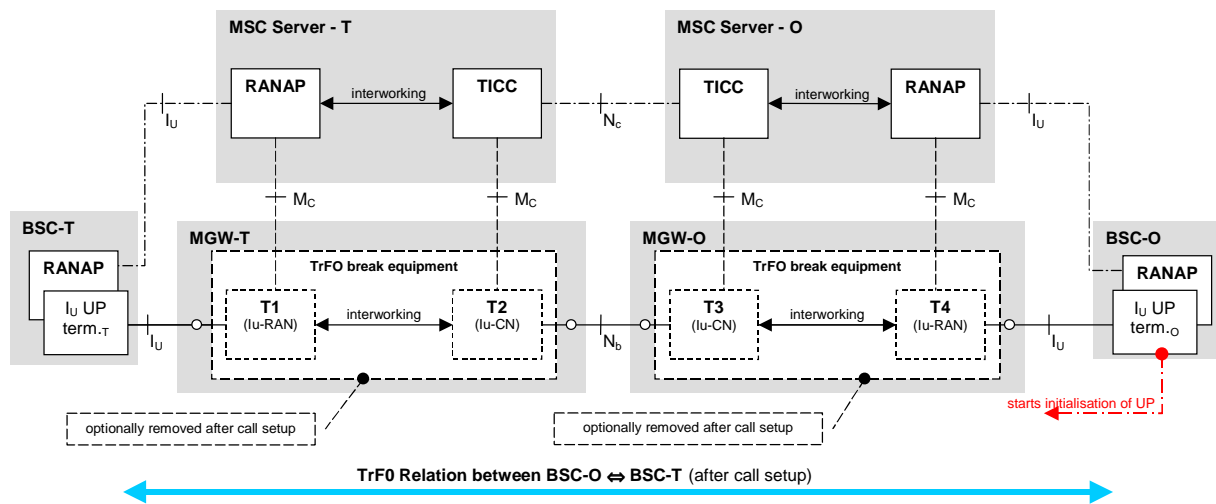 MSC Server - T
MSC Server - O
RANAP
interworking
TICC
TICC
interworking
RANAP
IU
Nc
IU
MC
MC
MC
MC
BSC-T
MGW-T
MGW-O
BSC-O
RANAP
TrFO break equipment
TrFO break equipment
RANAP
IU UP
term.T
T1
(Iu-RAN)
interworking
T2
(Iu-CN)
T3
(Iu-CN)
interworking
T4
(Iu-RAN)
IU UP
term.O
IU
Nb
IU
starts initialisation of UP
optionally removed after call setup
optionally removed after call setup
TrF0 Relation between BSC-O ⇔ BSC-T (after call setup)